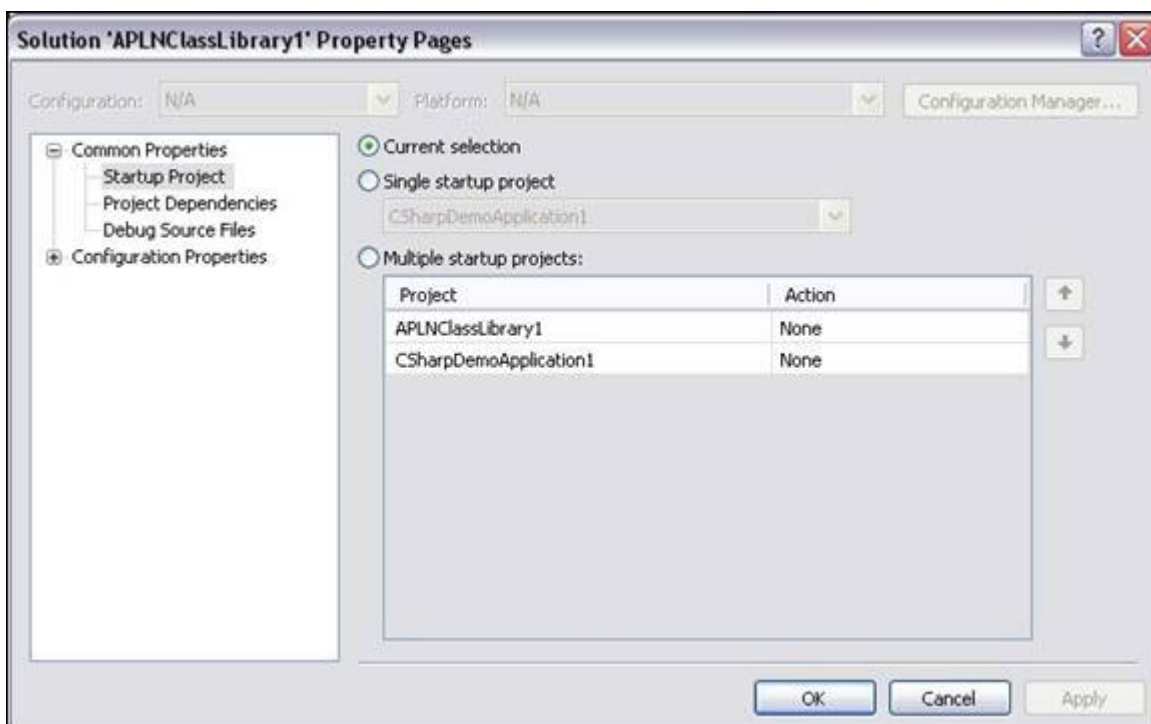 Solution 'APLNClassLibrary1' Property Pages
?
Configuration: N/A Platform: N/A Configuration Manager...
Common Properties
Startup Project
Project Dependencies
Debug Source Files
Configuration Properties
Current selection
Single startup project
CSharpDemoApplication1
Multiple startup projects:
Project Action
APLNClassLibrary1 None
CSharpDemoApplication1 None
OK Cancel Apply